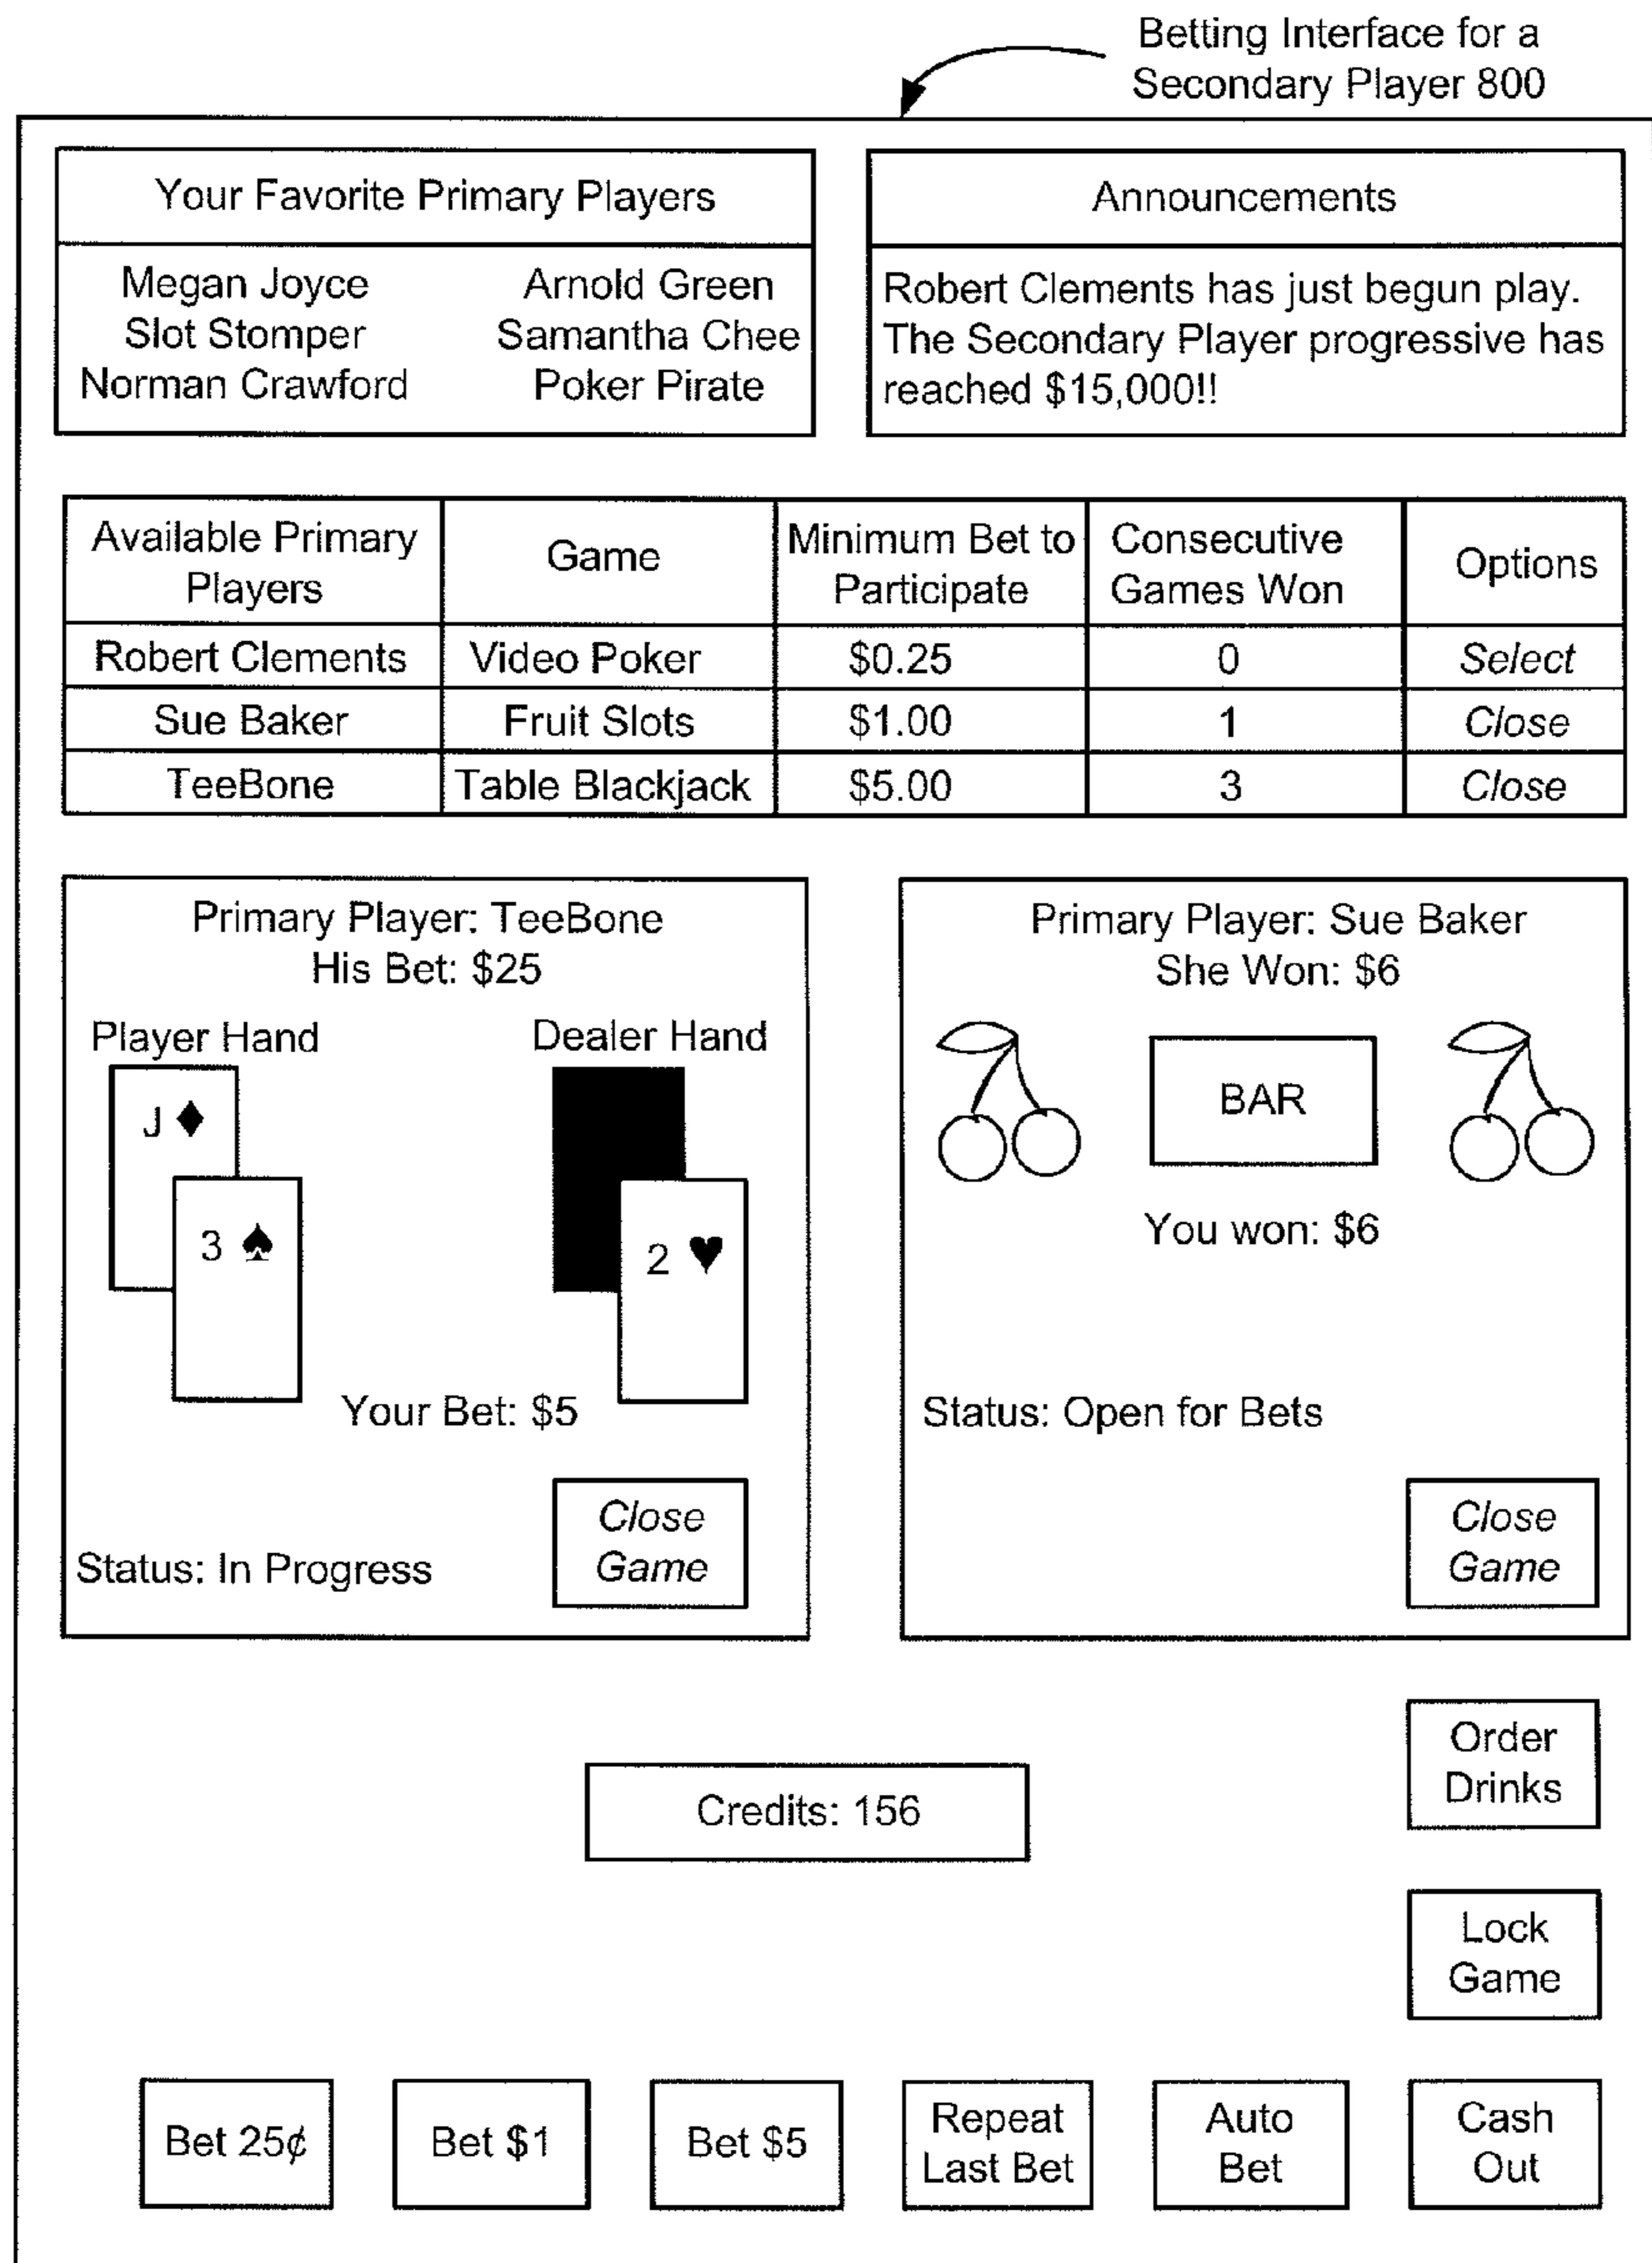 Betting Interface for a
Secondary Player 800
Your Favorite Primary Players
Megan Joyce
Slot Stomper
Norman Crawford
Arnold Green
Samantha Chee
Poker Pirate
Announcements
Robert Clements has just begun play.
The Secondary Player progressive has
reached $15,000!!
Available Primary
Players
Game
Minimum Bet to
Participate
Consecutive
Games Won
Options
Robert Clements Video Poker $0.25 0 Select
Sue Baker Fruit Slots $1.00 1 Close
TeeBone Table Blackjack $5.00 3 Close
Primary Player: TeeBone
His Bet: $25
Player Hand
Dealer Hand
J ♦
3 ♠
2 ♥
Your Bet: $5
Status: In Progress
Close
Game
Primary Player: Sue Baker
She Won: $6
BAR
You won: $6
Status: Open for Bets
Close
Game
Order
Drinks
Credits: 156
Lock
Game
Bet 25¢
Bet $1
Bet $5
Repeat
Last Bet
Auto
Bet
Cash
Out